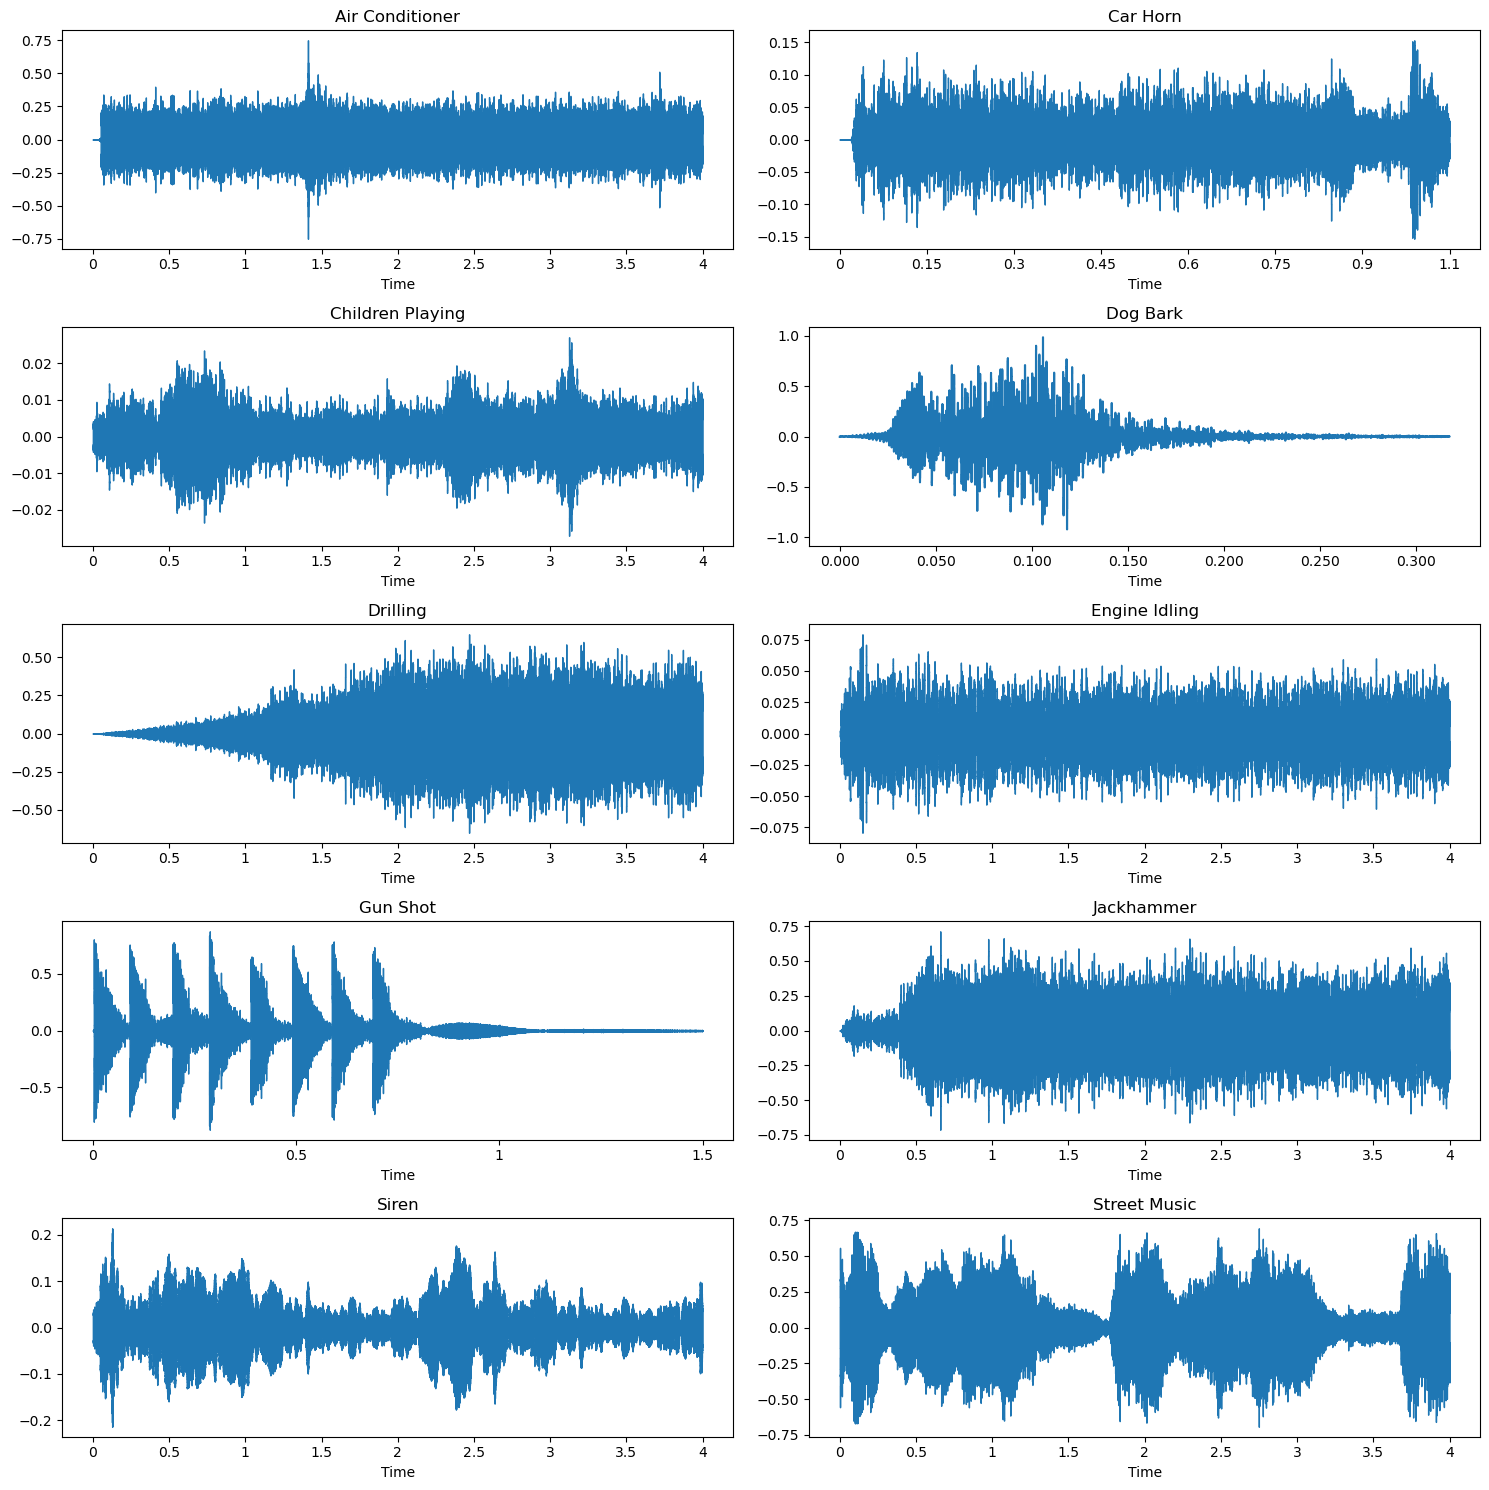 Air Conditioner
0.75
0.50
0.25
0.00
−0.25
−0.50
−0.75
0 0.5 1 1.5 2 2.5 3 3.5 4
Time
Car Horn
0.15
0.10
0.05
0.00
−0.05
−0.10
−0.15
0 0.15 0.3 0.45 0.6 0.75 0.9 1.1
Time
Children Playing
0.02
0.01
0.00
−0.01
−0.02
0 0.5 1 1.5 2 2.5 3 3.5 4
Time
Dog Bark
1.0
0.5
0.0
−0.5
−1.0
0.000 0.050 0.100 0.150 0.200 0.250 0.300
Time
Drilling
0.50
0.25
0.00
−0.25
−0.50
0 0.5 1 1.5 2 2.5 3 3.5 4
Time
Engine Idling
0.075
0.050
0.025
0.000
−0.025
−0.050
−0.075
0 0.5 1 1.5 2 2.5 3 3.5 4
Time
Gun Shot
0.5
0.0
−0.5
0 0.5 1 1.5
Time
Jackhammer
0.75
0.50
0.25
0.00
−0.25
−0.50
−0.75
0 0.5 1 1.5 2 2.5 3 3.5 4
Time
Siren
0.2
0.1
0.0
−0.1
−0.2
0 0.5 1 1.5 2 2.5 3 3.5 4
Time
Street Music
0.75
0.50
0.25
0.00
−0.25
−0.50
−0.75
0 0.5 1 1.5 2 2.5 3 3.5 4
Time